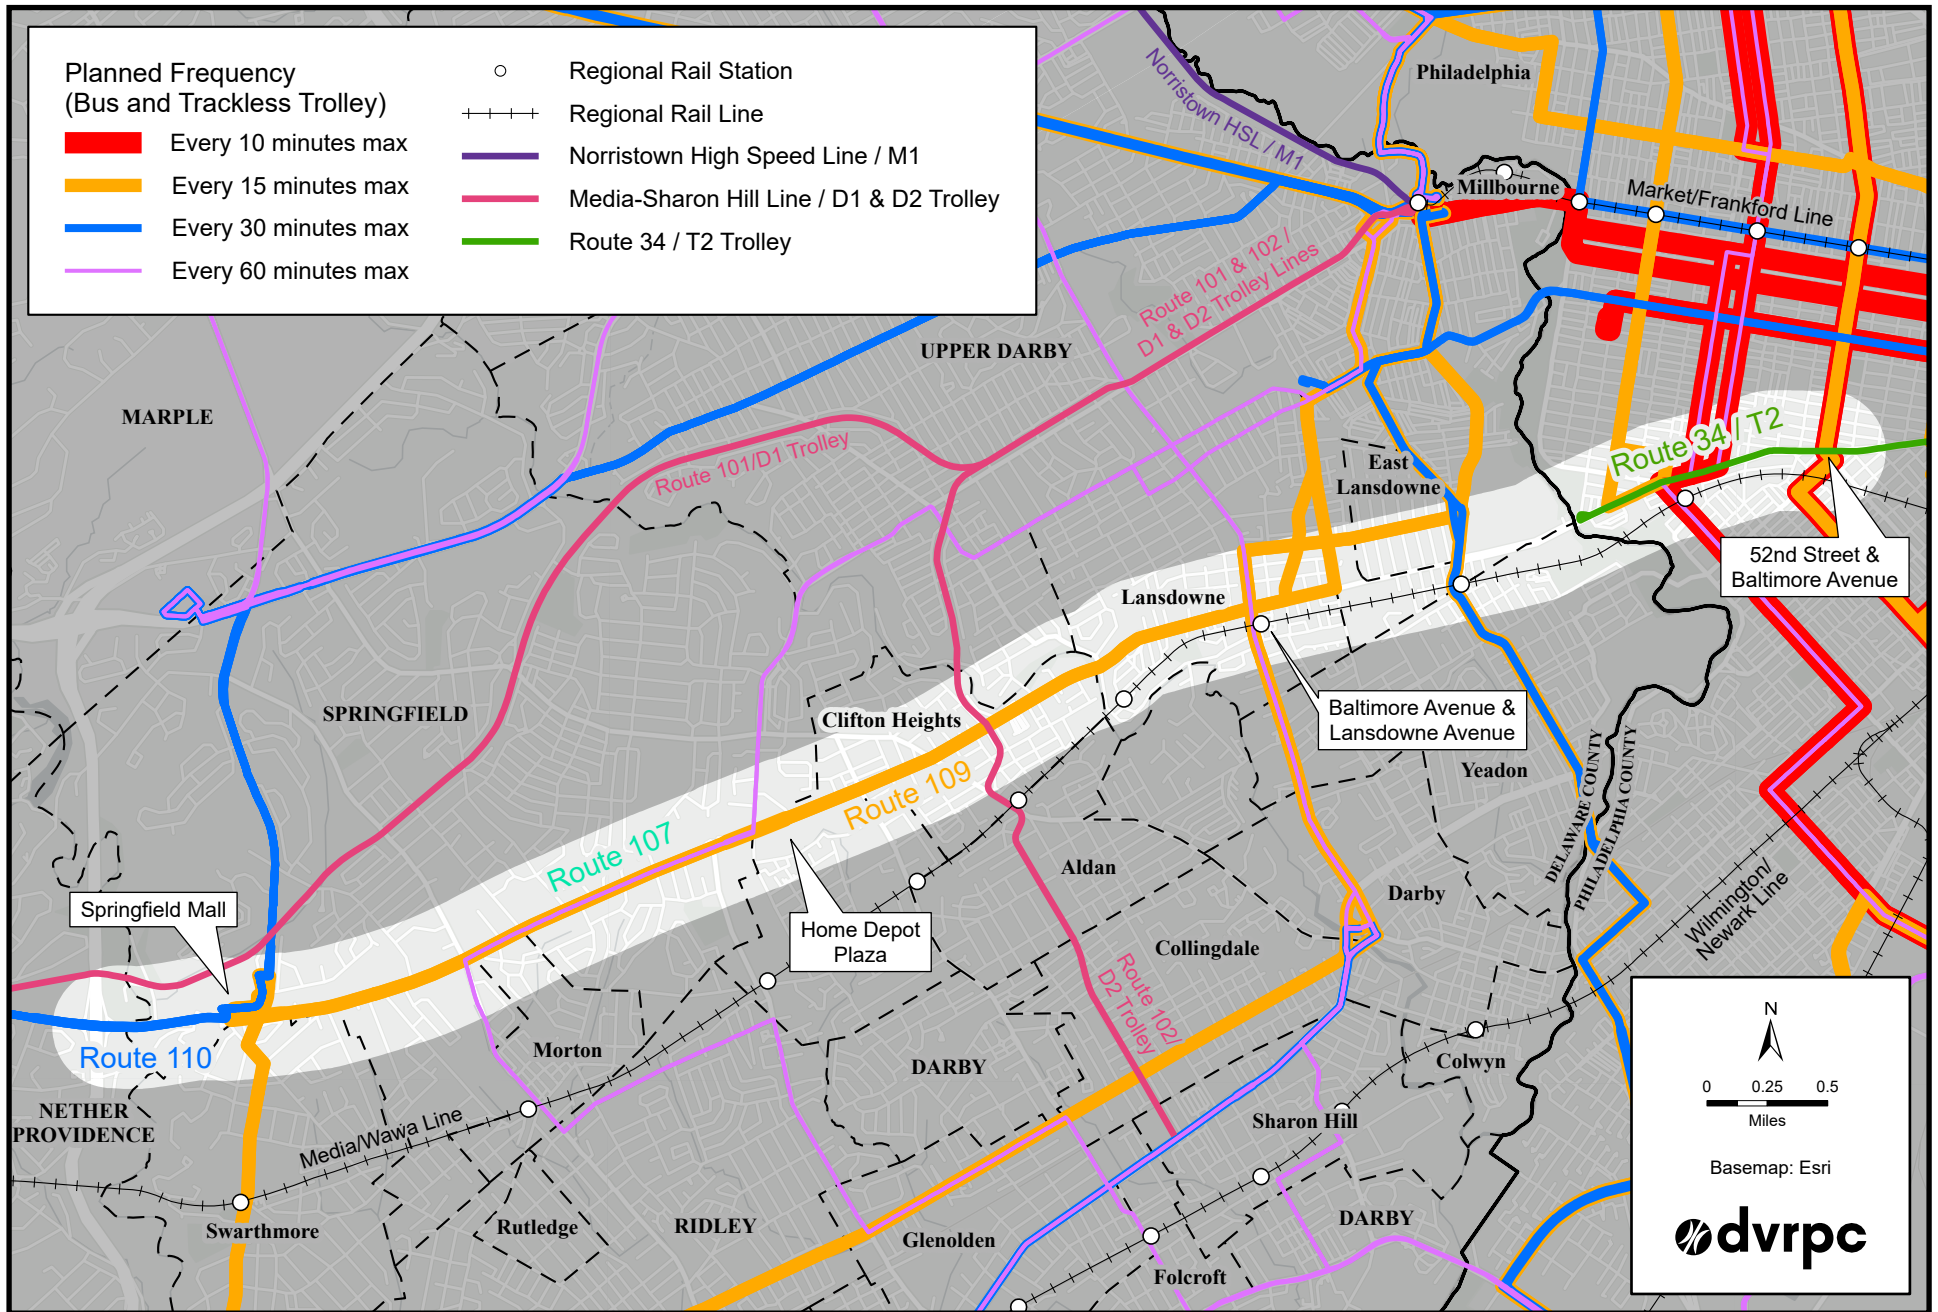 Planned Frequency
(Bus and Trackless Trolley)
Every 10 minutes max
Every 15 minutes max
Every 30 minutes max
Every 60 minutes max
Regional Rail Station
Regional Rail Line
Norristown High Speed Line / M1
Media-Sharon Hill Line / D1 & D2 Trolley
Route 34 / T2 Trolley
Philadelphia
Norristown HSL / M1
Millbourne
Market/Frankford Line
Route 101 & 102 /
D1 & D2 Trolley Lines
UPPER DARBY
MARPLE
Route 101/D1 Trolley
East
Lansdowne
Route 34 / T2
52nd Street &
Baltimore Avenue
Lansdowne
SPRINGFIELD
Clifton Heights
Baltimore Avenue &
Lansdowne Avenue
Yeadon
DELAWARE COUNTY
PHILADELPHIA COUNTY
Route 109
Route 107
Aldan
Darby
Springfield Mall
Home Depot
Plaza
Collingdale
Wilmington/
Newark Line
Route 102/
D2 Trolley
Route 110
Morton
DARBY
Colwyn
NETHER
PROVIDENCE
Media/Wawa Line
Sharon Hill
Swarthmore
Rutledge
RIDLEY
Glenolden
DARBY
Folcroft
N
0 0.25 0.5
Miles
Basemap: Esri
dvrpc